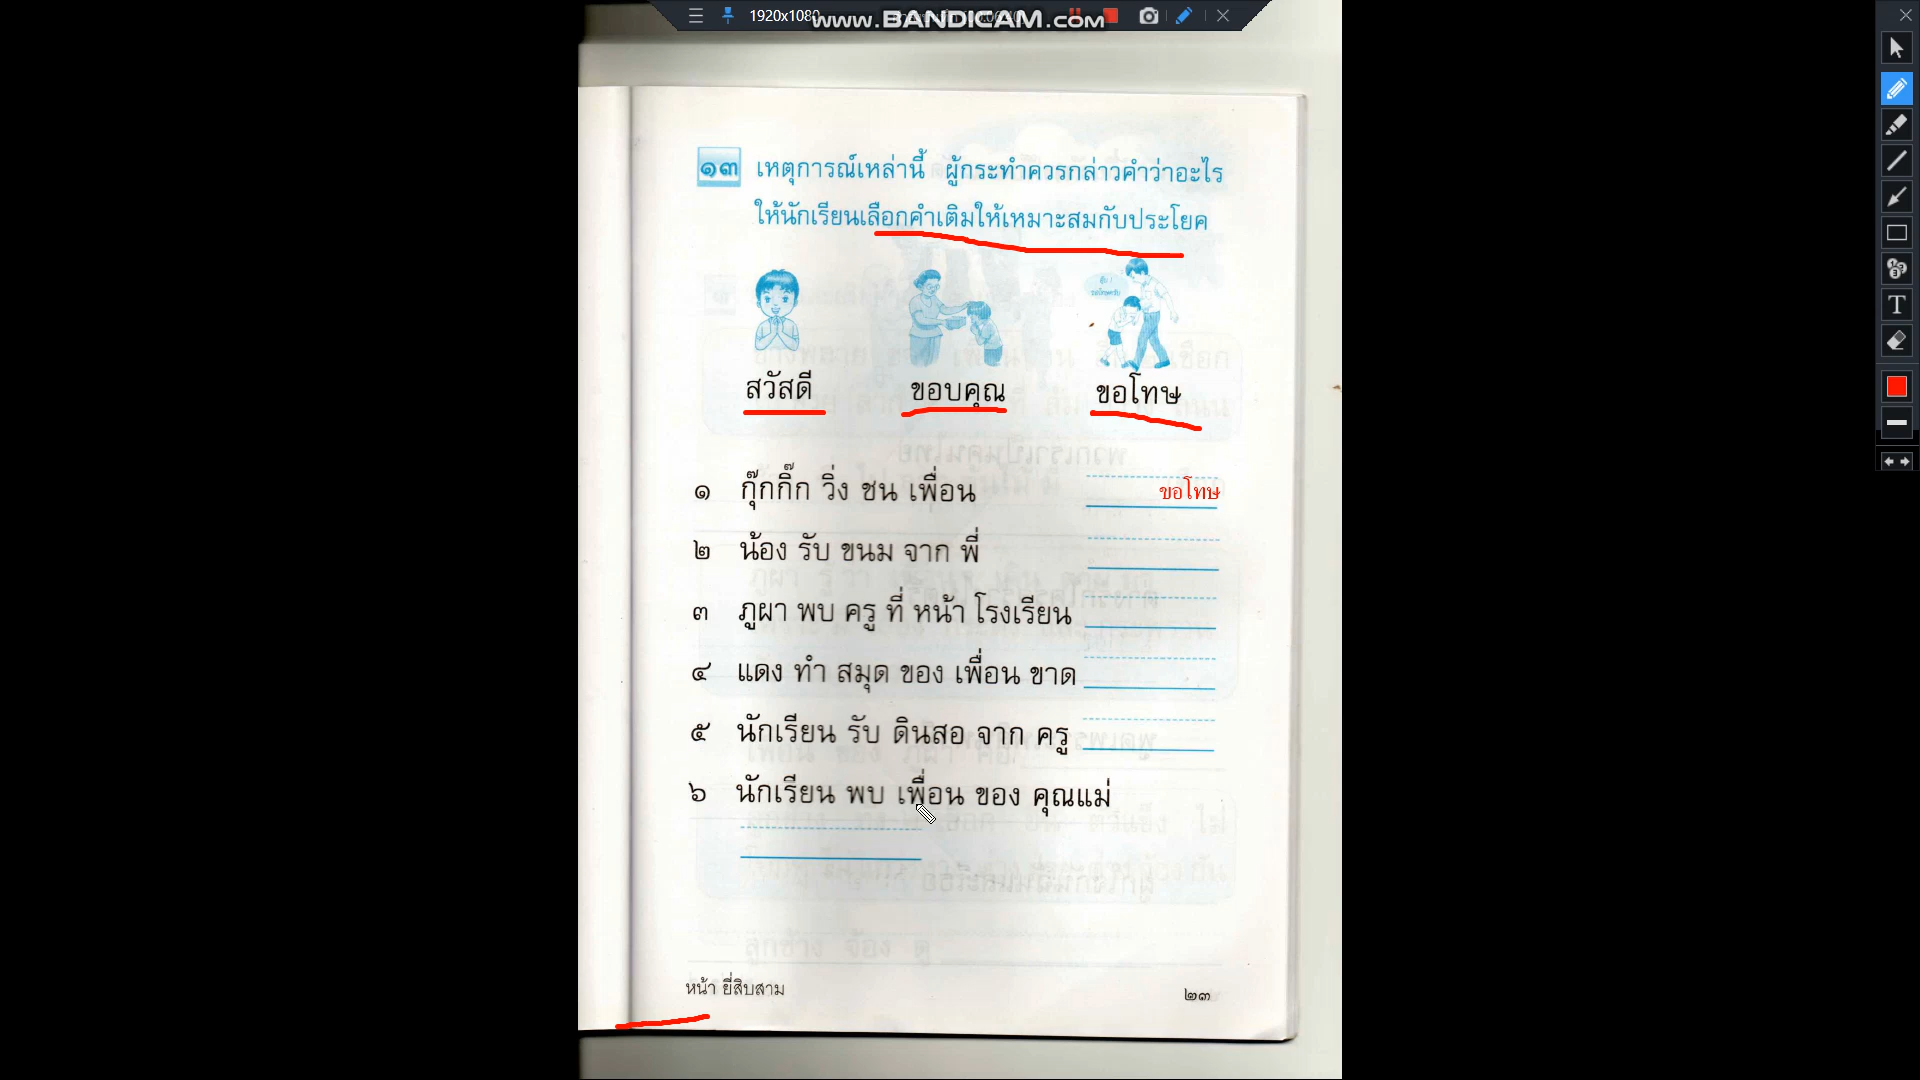 1920x1080
www.BANDICAM.com
๑๓ เหตุการณ์เหล่านี้ ผู้กระทำควรกล่าวคำว่าอะไร
ให้นักเรียนเลือกคำเติมให้เหมาะสมกับประโยค
สวัสดี ขอบคุณ ขอโทษ
๑ กุ๊กกิ๊ก วิ่ง ชน เพื่อน ขอโทษ
๒ น้อง รับ ขนม จาก พี่
๓ ภูผา พบ ครู ที่ หน้า โรงเรียน
๔ แดง ทำ สมุด ของ เพื่อน ขาด
๕ นักเรียน รับ ดินสอ จาก ครู
๖ นักเรียน พบ เพื่อน ของ คุณแม่
หน้า ยี่สิบสาม ๒๓